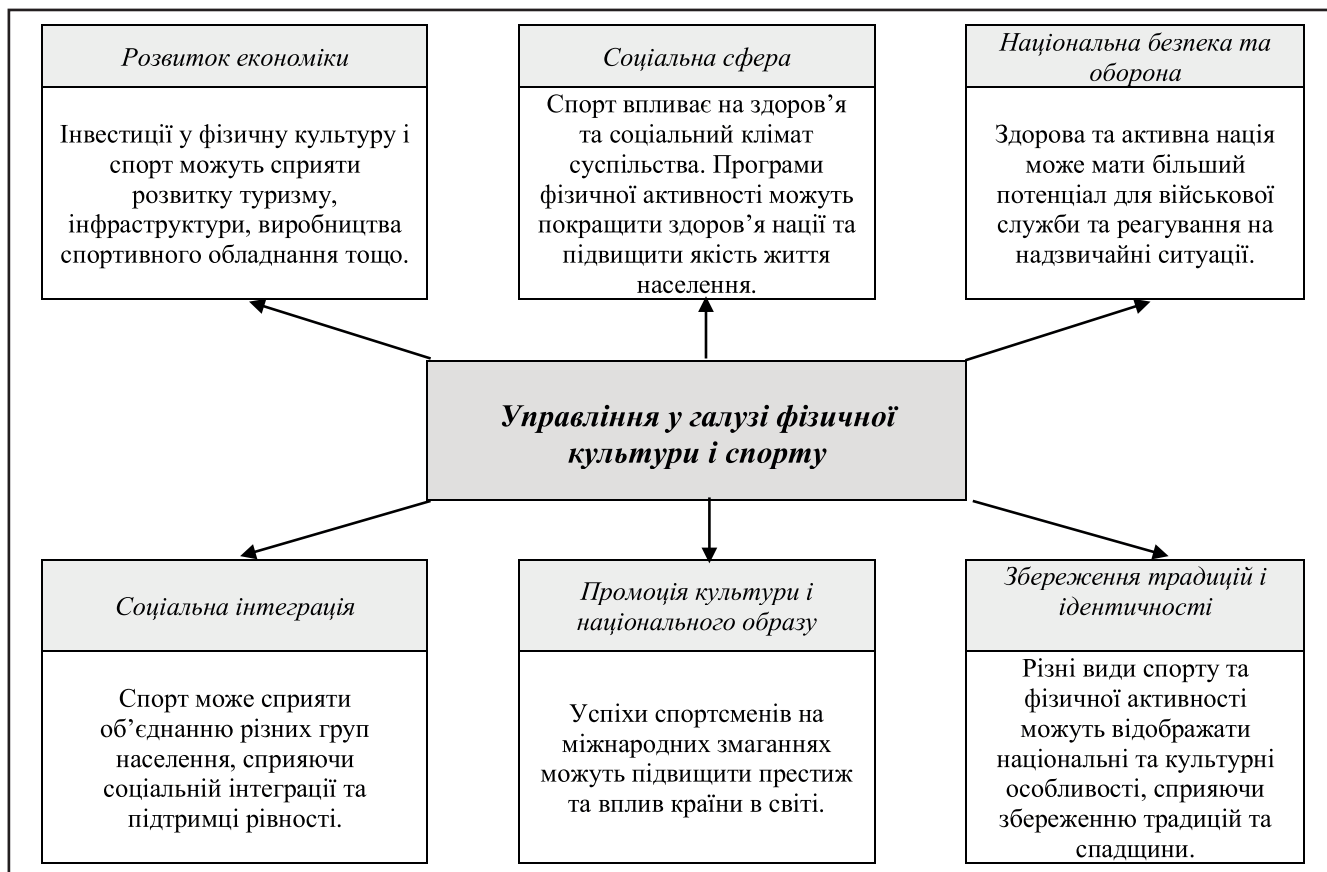 Розвиток економіки
Інвестиції у фізичну культуру і
спорт можуть сприяти
розвитку туризму,
інфраструктури, виробництва
спортивного обладнання тощо.
Соціальна сфера
Спорт впливає на здоров’я
та соціальний клімат
суспільства. Програми
фізичної активності можуть
покращити здоров’я нації та
підвищити якість життя
населення.
Національна безпека та
оборона
Здорова та активна нація
може мати більший
потенціал для військової
служби та реагування на
надзвичайні ситуації.
Управління у галузі фізичної
культури і спорту
Соціальна інтеграція
Спорт може сприяти
об’єднанню різних груп
населення, сприяючи
соціальній інтеграції та
підтримці рівності.
Промоція культури і
національного образу
Успіхи спортсменів на
міжнародних змаганнях
можуть підвищити престиж
та вплив країни в світі.
Збереження традицій і
ідентичності
Різні види спорту та
фізичної активності
можуть відображати
національні та культурні
особливості, сприяючи
збереженню традицій та
спадщини.